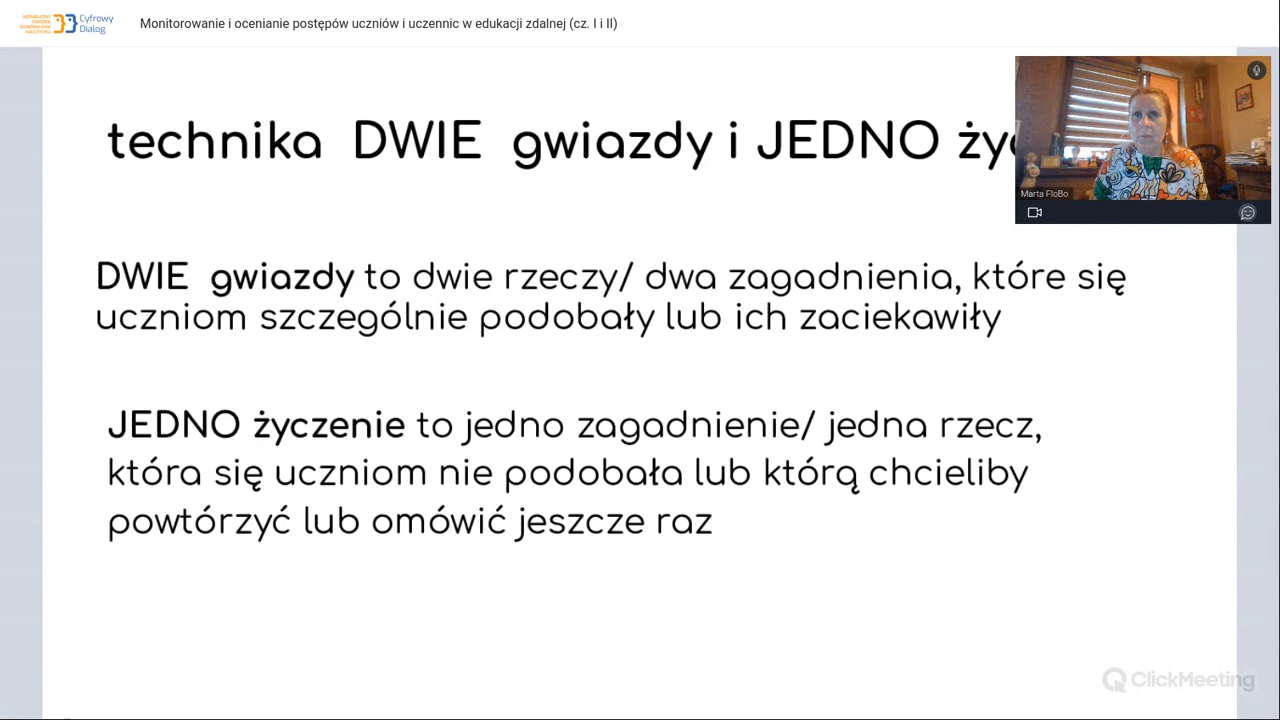 Cyfrowy
Dialog
Monitorowanie i ocenianie postępów uczniów i uczennic w edukacji zdalnej (cz. I i II)
technika DWIE gwiazdy i JEDNO
Marta FloBo
DWIE gwiazdy to dwie rzeczy/ dwa zagadnienia, które się
uczniom szczególnie podobały lub ich zaciekawiły
JEDNO życzenie to jedno zagadnienie/ jedna rzecz,
która się uczniom nie podobała lub którą chcieliby
powtórzyć lub omówić jeszcze raz
ClickMeeting